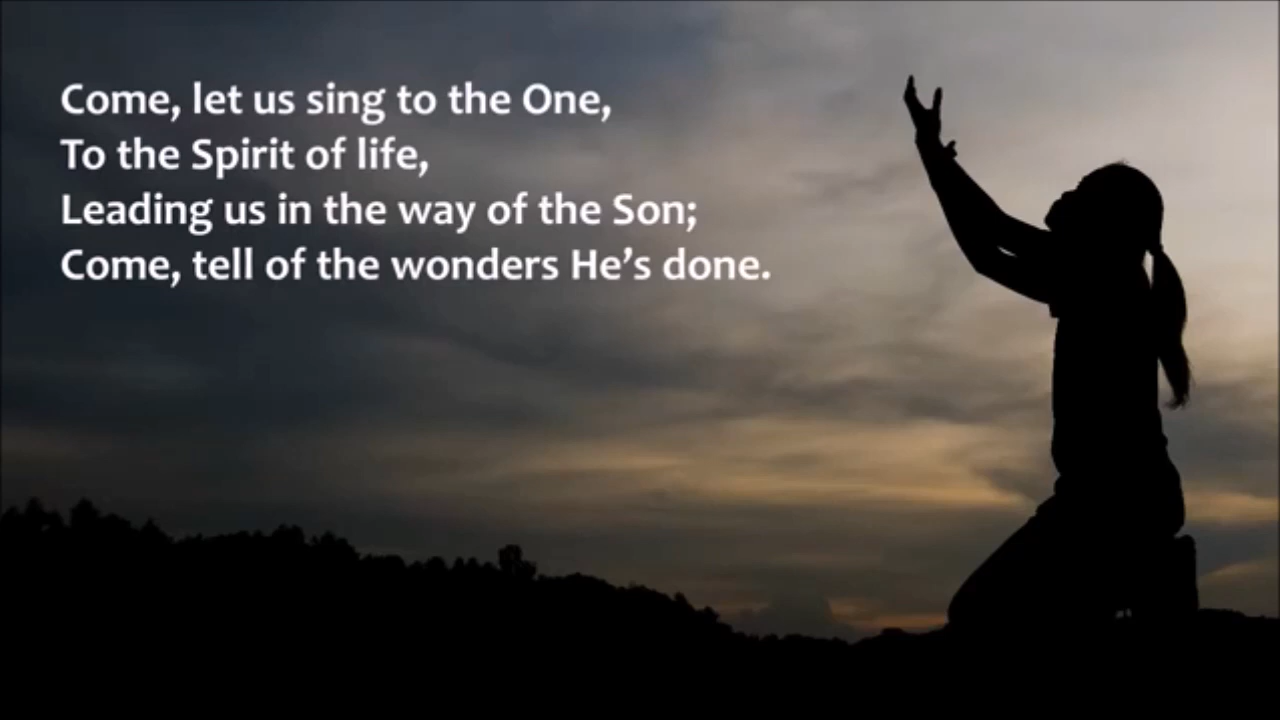 Come, let us sing to the One,
To the Spirit of life,
Leading us in the way of the Son;
Come, tell of the wonders He’s done.